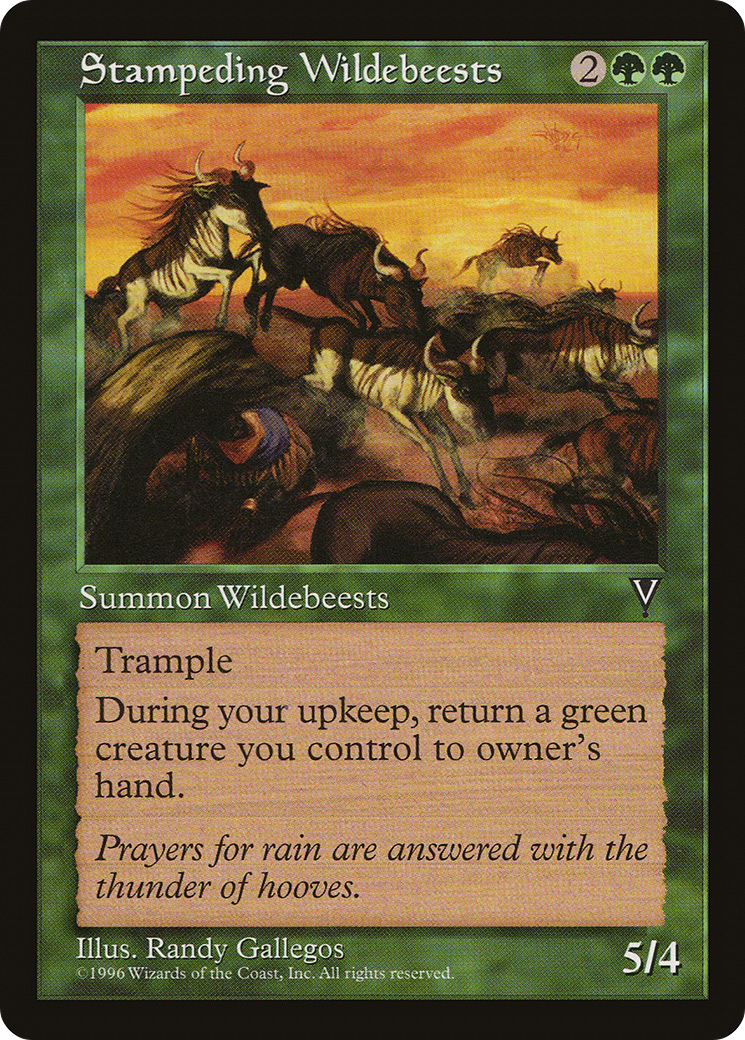 Stampeding Wildebeests 2
Summon Wildebeests
Trample
During your upkeep, return a green
creature you control to owner's
hand.
Prayers for rain are answered with the
thunder of hooves.
Illus. Randy Gallegos
©1996 Wizards of the Coast, Inc. All rights reserved.
5/4